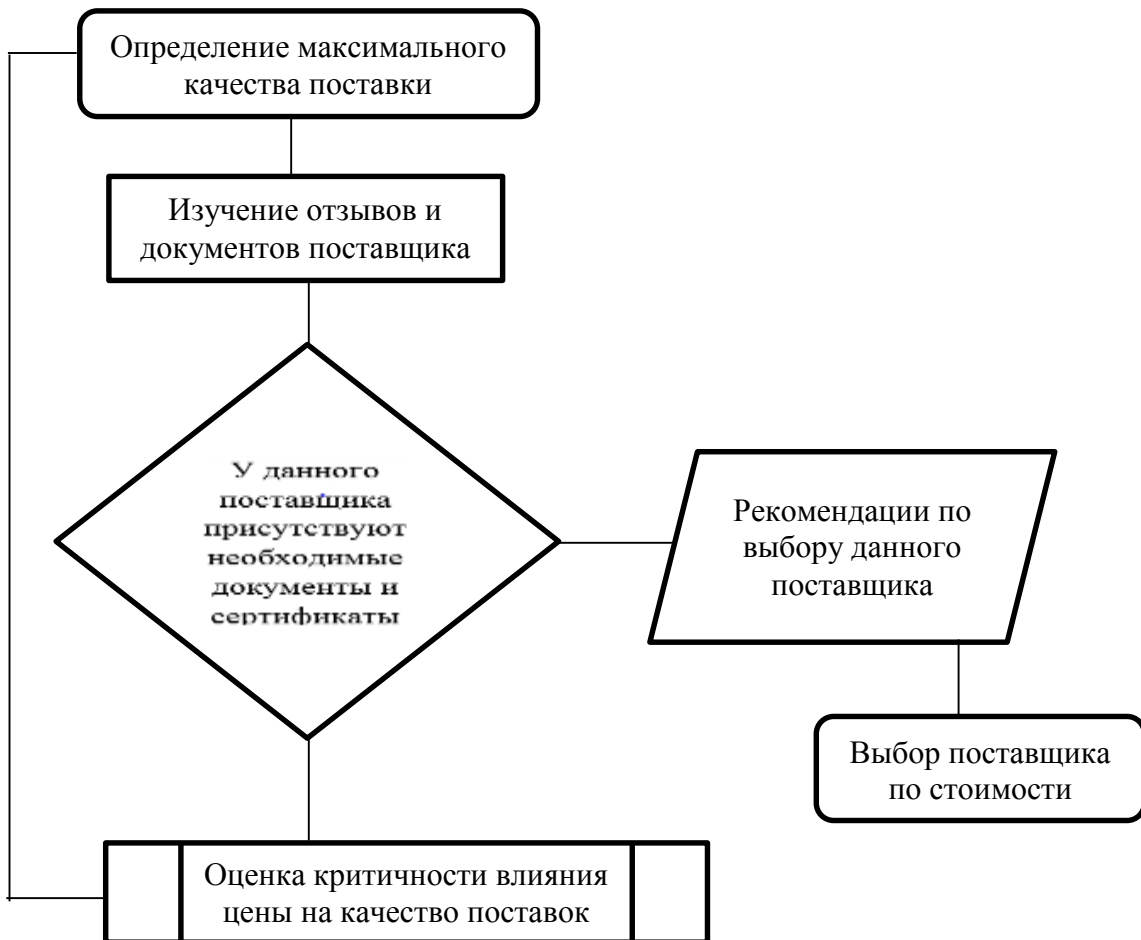 Определение максимального
качества поставки
Изучение отзывов и
документов поставщика
У данного
поставщика
присутствуют
необходимые
документы и
сертификаты
Рекомендации по
выбору данного
поставщика
Выбор поставщика
по стоимости
Оценка критичности влияния
цены на качество поставок